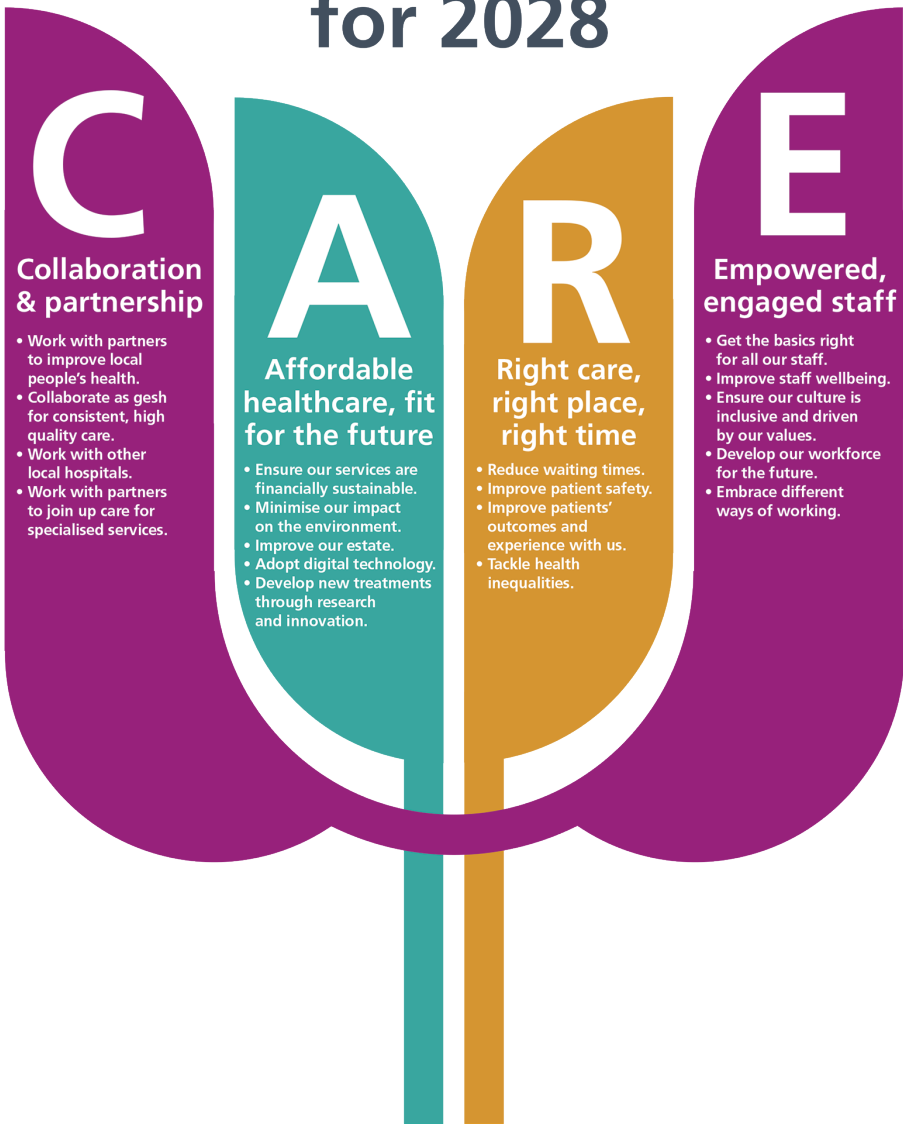 for 2028
C
Collaboration
& partnership
• Work with partners
to improve local
people’s health.
• Collaborate as gesh
for consistent, high
quality care.
• Work with other
local hospitals.
• Work with partners
to join up care for
specialised services.
A
Affordable
healthcare, fit
for the future
• Ensure our services are
financially sustainable.
• Minimise our impact
on the environment.
• Improve our estate.
• Adopt digital technology.
• Develop new treatments
through research
and innovation.
R
Right care,
right place,
right time
• Reduce waiting times.
• Improve patient safety.
• Improve patients’
outcomes and
experience with us.
• Tackle health
inequalities.
E
Empowered,
engaged staff
• Get the basics right
for all our staff.
• Improve staff wellbeing.
• Ensure our culture is
inclusive and driven
by our values.
• Develop our workforce
for the future.
• Embrace different
ways of working.